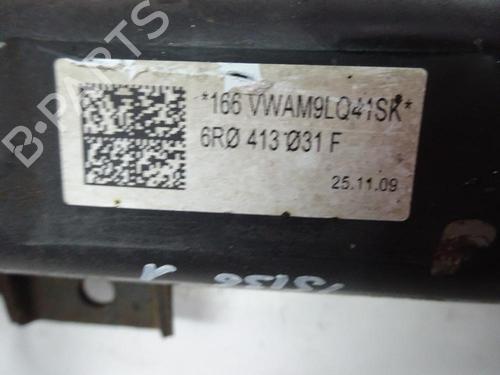 B-PARTS
*166 VWAM9LQ41SK*
6RØ 413 Ø31 F
25.11.09